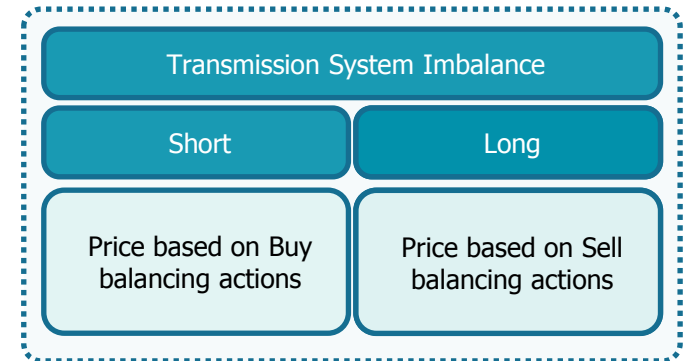 Transmission System Imbalance
Short
Long
Price based on Buy
balancing actions
Price based on Sell
balancing actions